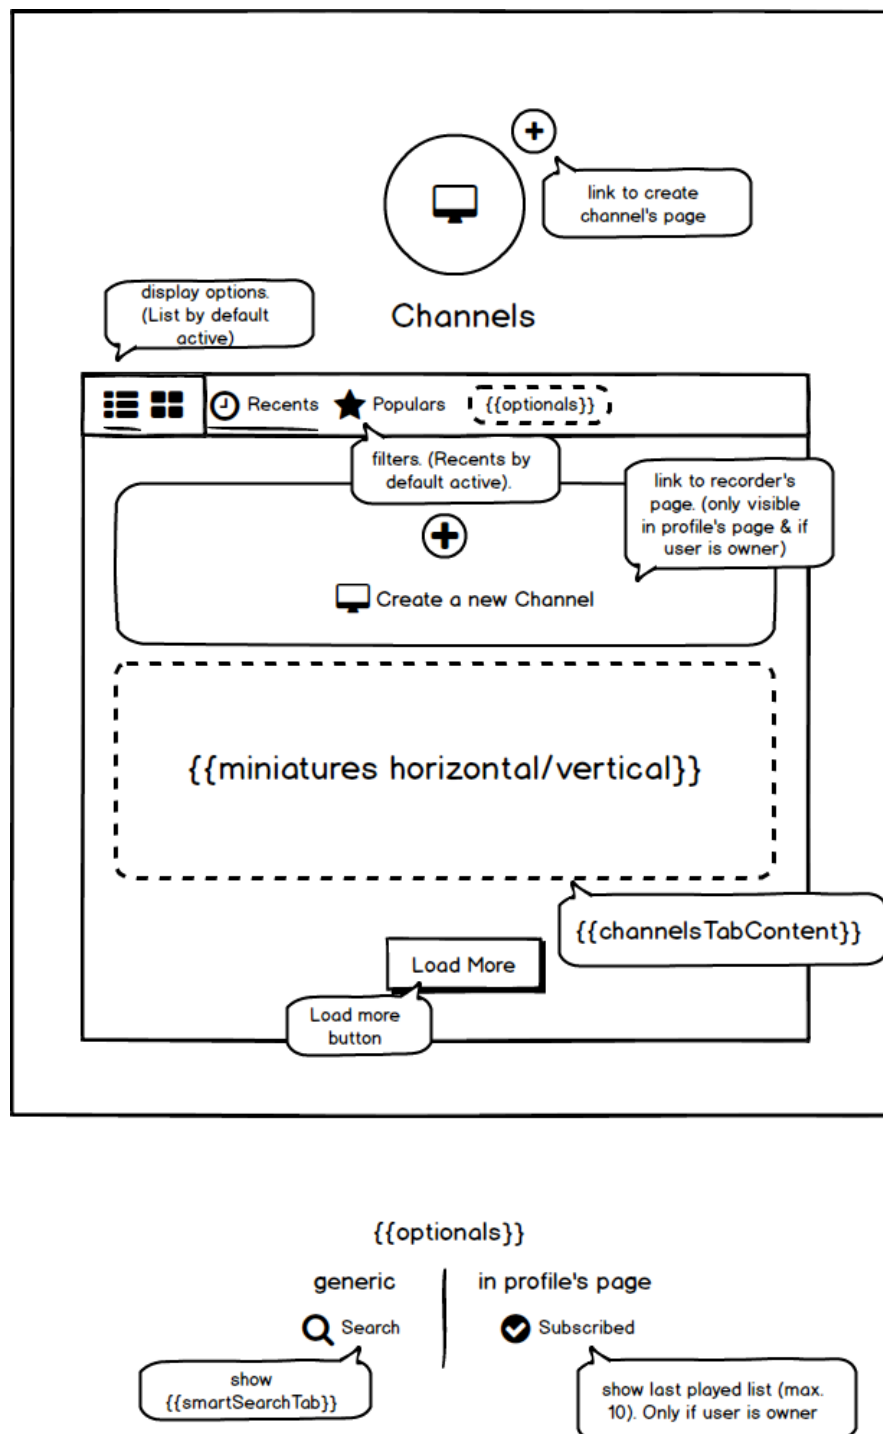 link to create
channel's page
display options.
(List by default
active)
Channels
Recents
Populars
{{optionals}}
filters. (Recents by
default active).
link to recorder's
page. (only visible
in profile's page & if
user is owner)
Create a new Channel
{{miniatures horizontal/vertical}}
{{channelsTabContent}}
Load More
Load more
button
{{optionals}}
generic
in profile's page
Search
Subscribed
show
{{smartSearchTab}}
show last played list (max.
10). Only if user is owner